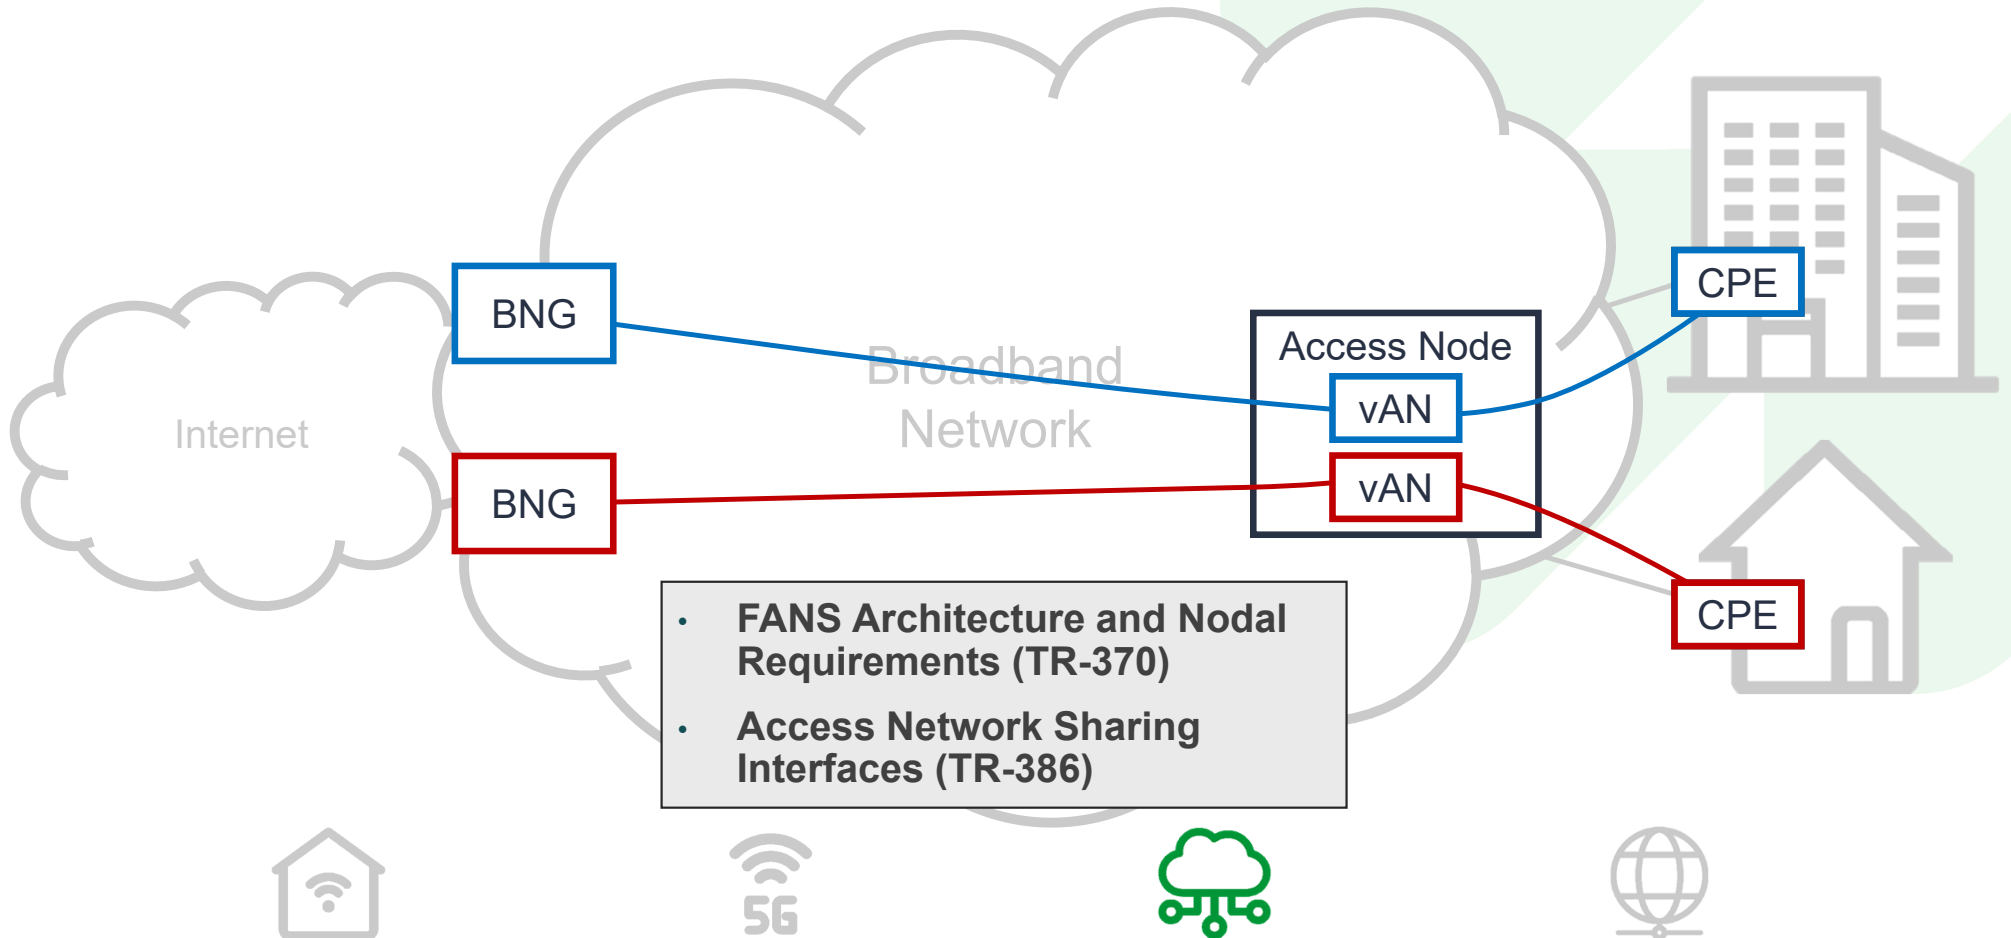 Internet
BNG
BNG
Broadband
Network
Access Node
vAN
vAN
CPE
CPE
• FANS Architecture and Nodal
Requirements (TR-370)
• Access Network Sharing
Interfaces (TR-386)
5G